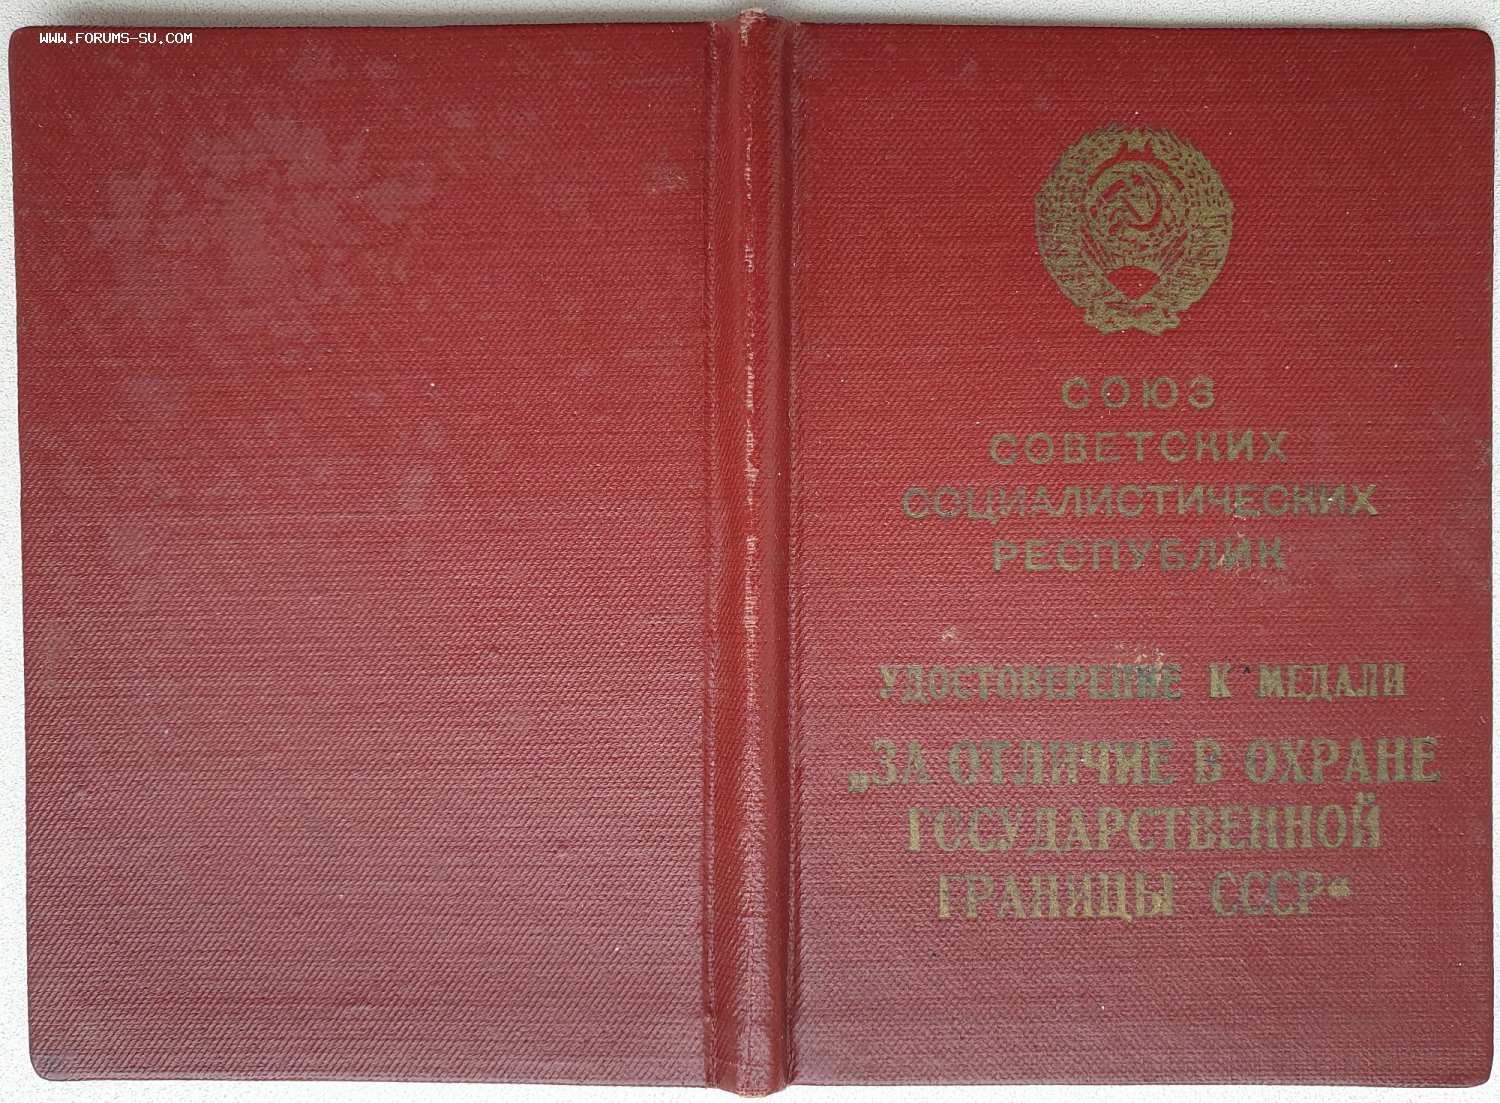 WWW.FORUMS-SU.COM
СОЮЗ
СОВЕТСКИХ
СОЦИАЛИСТИЧЕСКИХ
РЕСПУБЛИК
УДОСТОВЕРЕНИЕ К МЕДАЛИ
„ЗА ОТЛИЧИЕ В ОХРАНЕ
ГОСУДАРСТВЕННОЙ
ГРАНИЦЫ СССР“